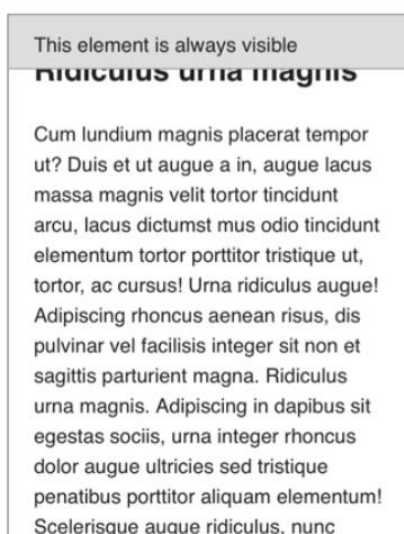 This element is always visible
Ridiculus urna magnis
Cum lundium magnis placerat tempor
ut? Duis et ut augue a in, augue lacus
massa magnis velit tortor tincidunt
arcu, lacus dictumst mus odio tincidunt
elementum tortor porttitor tristique ut,
tortor, ac cursus! Urna ridiculus augue!
Adipiscing rhoncus aenean risus, dis
pulvinar vel facilisis integer sit non et
sagittis parturient magna. Ridiculus
urna magnis. Adipiscing in dapibus sit
egestas sociis, urna integer rhoncus
dolor augue ultricies sed tristique
penatibus porttitor aliquam elementum!
Scelerisque augue ridiculus, nunc